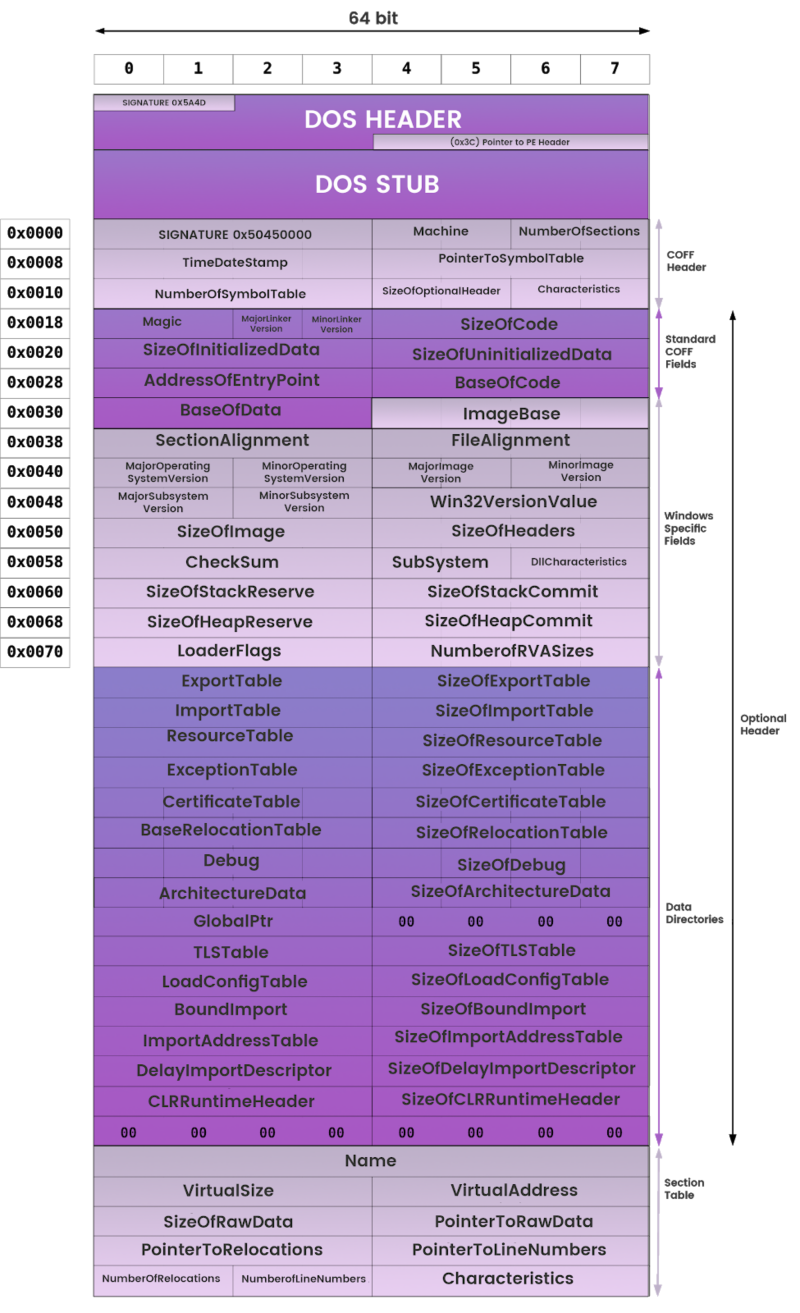 64 bit
0 1 2 3 4 5 6 7
SIGNATURE 0X5A4D
DOS HEADER
(0x3C) Pointer to PE Header
DOS STUB
0x0000 SIGNATURE 0x50450000 Machine NumberOfSections
0x0008 TimeDateStamp PointerToSymbolTable
COFF
Header
0x0010 NumberOfSymbolTable SizeOfOptionalHeader Characteristics
0x0018 Magic MajorLinker
Version MinorLinker
Version SizeOfCode
Standard
COFF
Fields
0x0020 SizeOfInitializedData SizeOfUninitializedData
0x0028 AddressOfEntryPoint BaseOfCode
0x0030 BaseOfData ImageBase
0x0038 SectionAlignment FileAlignment
0x0040 MajorOperating
SystemVersion MinorOperating
SystemVersion MajorImage
Version MinorImage
Version
0x0048 MajorSubsystem
Version MinorSubsystem
Version Win32VersionValue
Windows
Specific
Fields
0x0050 SizeOfImage SizeOfHeaders
0x0058 CheckSum SubSystem DllCharacteristics
0x0060 SizeOfStackReserve SizeOfStackCommit
0x0068 SizeOfHeapReserve SizeOfHeapCommit
0x0070 LoaderFlags NumberofRVASizes
ExportTable SizeOfExportTable
ImportTable SizeOfImportTable
Optional
Header
ResourceTable SizeOfResourceTable
ExceptionTable SizeOfExceptionTable
CertificateTable SizeOfCertificateTable
BaseRelocationTable SizeOfRelocationTable
Debug SizeOfDebug
ArchitectureData SizeOfArchitectureData
Data
Directories
GlobalPtr 00 00 00 00
TLSTable SizeOfTLSTable
LoadConfigTable SizeOfLoadConfigTable
BoundImport SizeOfBoundImport
ImportAddressTable SizeOfImportAddressTable
DelayImportDescriptor SizeOfDelayImportDescriptor
CLRRuntimeHeader SizeOfCLRRuntimeHeader
00 00 00 00 00 00 00 00
Name
Section
Table
VirtualSize VirtualAddress
SizeOfRawData PointerToRawData
PointerToRelocations PointerToLineNumbers
NumberOfRelocations NumberofLineNumbers Characteristics